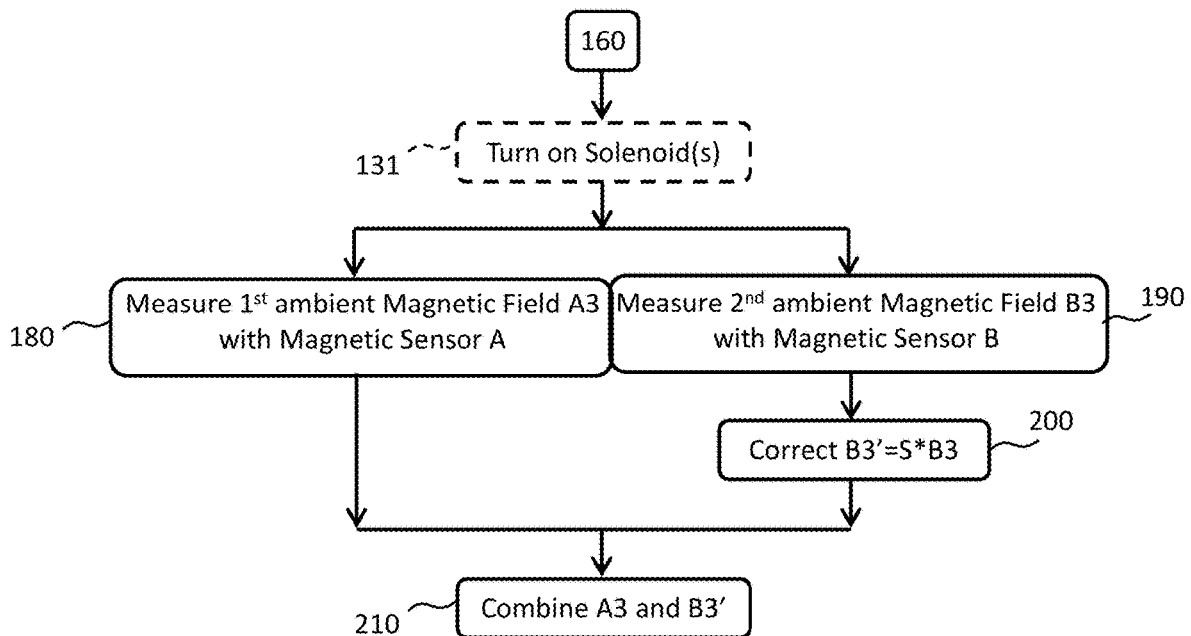 160
131
Turn on Solenoid(s)
Measure 1st ambient Magnetic Field A3
with Magnetic Sensor A
180
Measure 2nd ambient Magnetic Field B3
with Magnetic Sensor B
190
Correct B3′=S*B3
200
Combine A3 and B3′
210